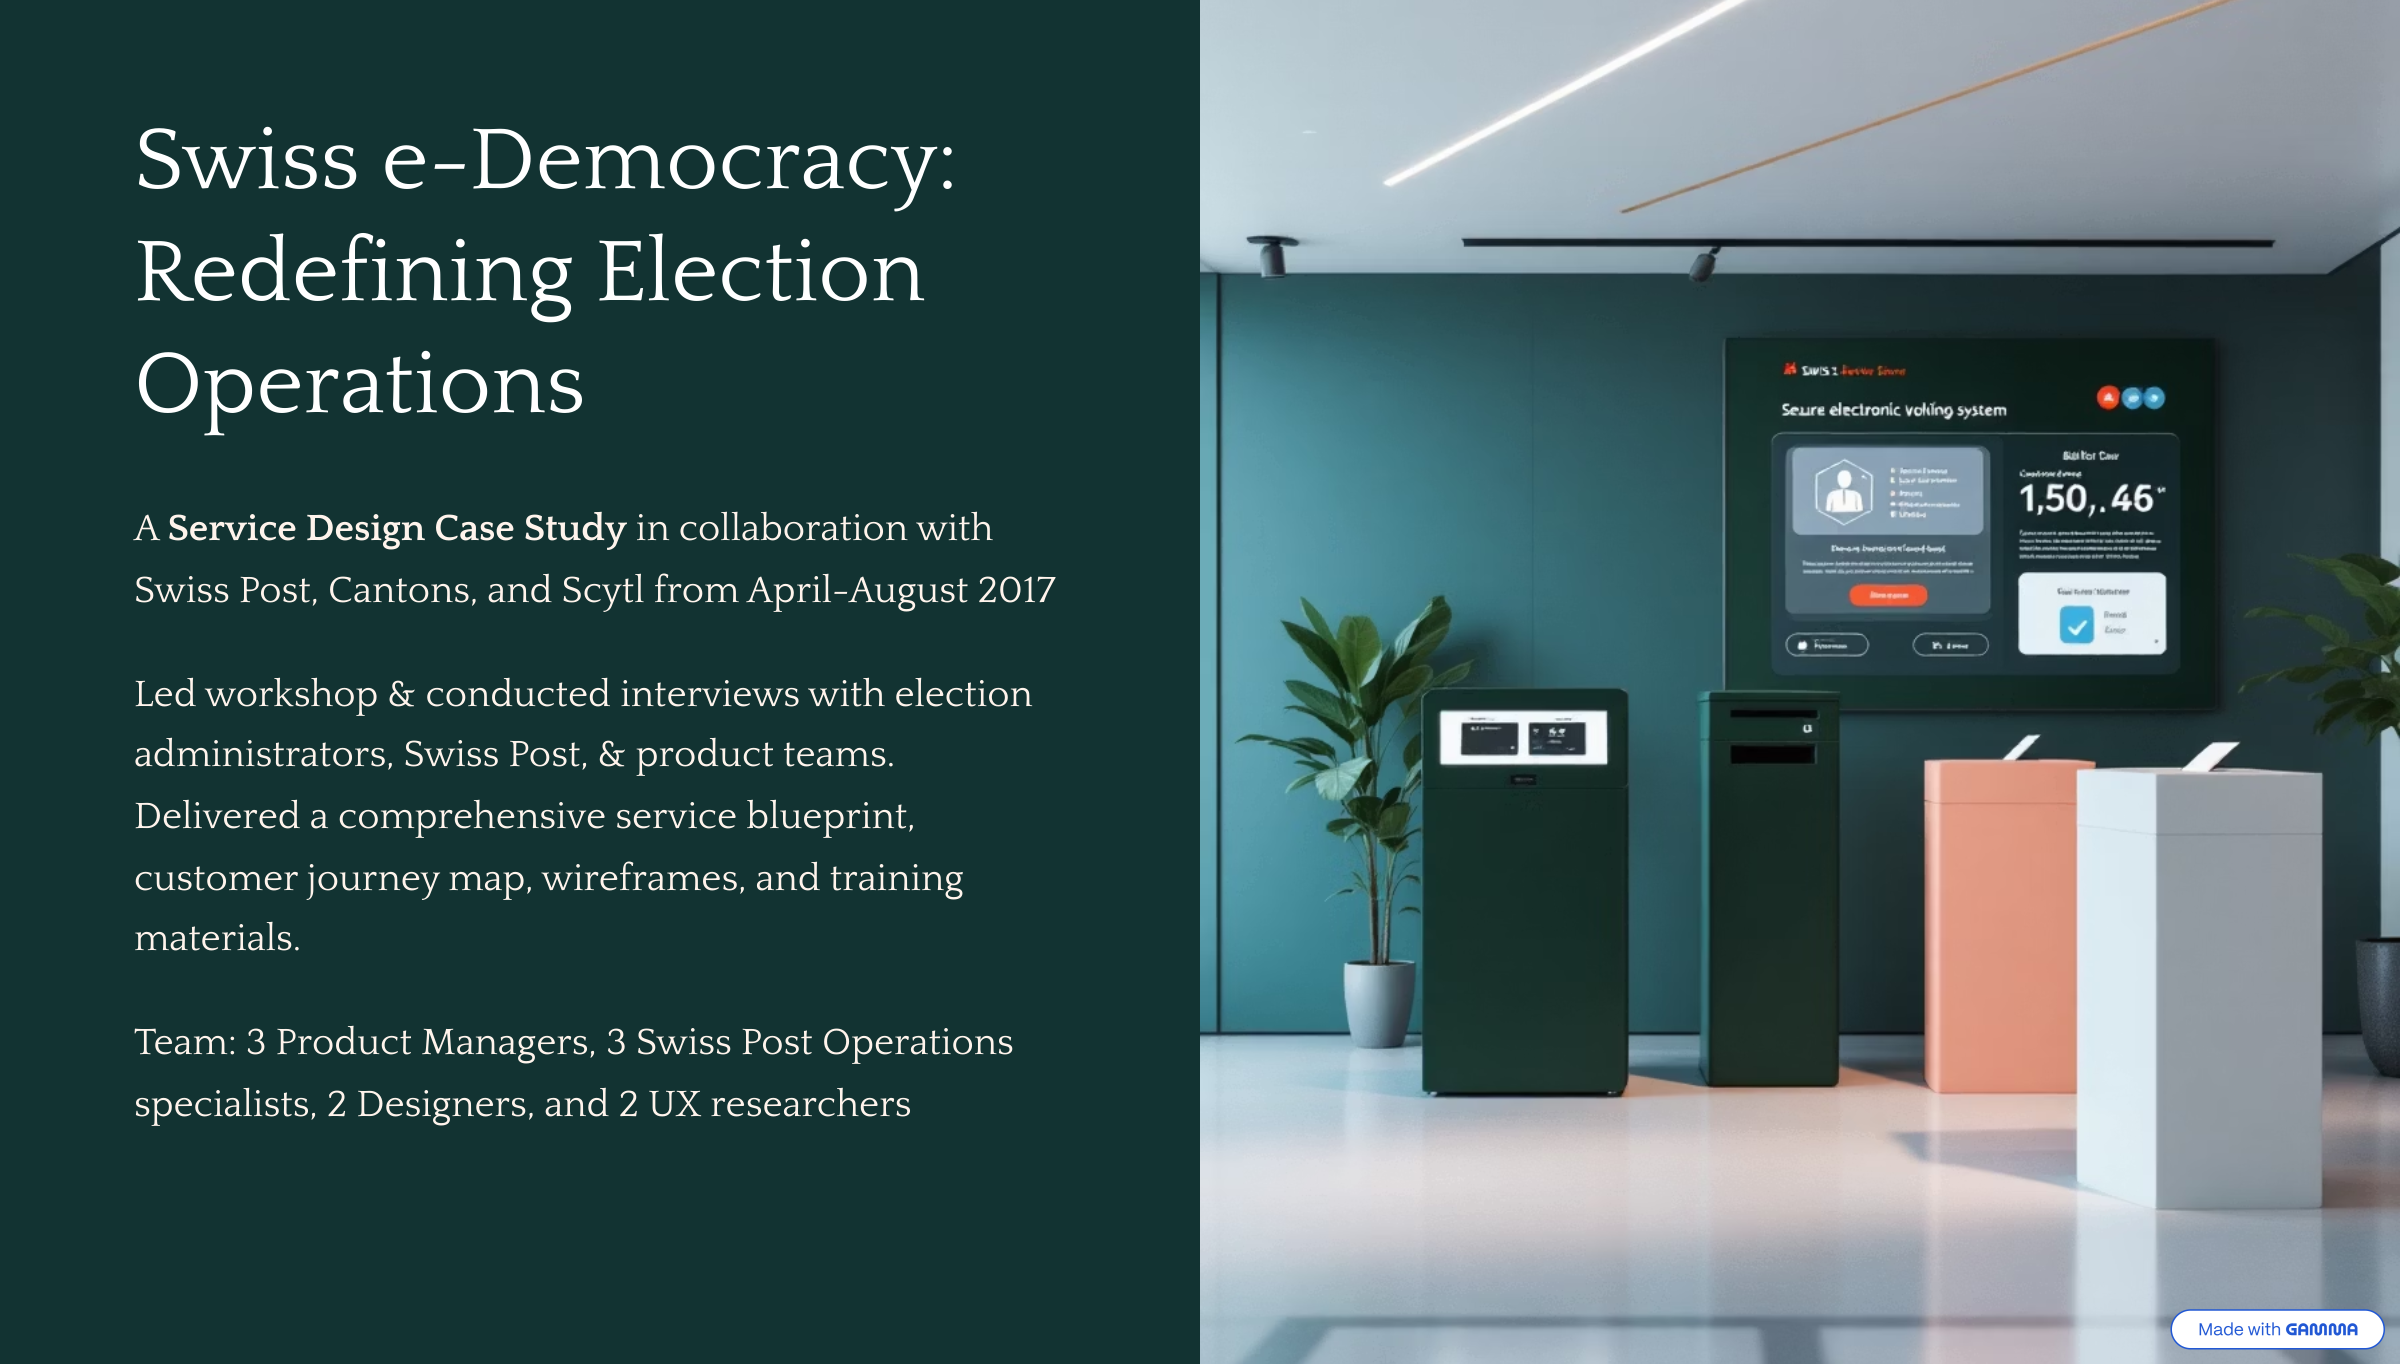 Swiss e-Democracy:
Redefining Election
Operations
A Service Design Case Study in collaboration with
Swiss Post, Cantons, and Scytl from April-August 2017
Led workshop & conducted interviews with election
administrators, Swiss Post, & product teams.
Delivered a comprehensive service blueprint,
customer journey map, wireframes, and training
materials.
Team: 3 Product Managers, 3 Swiss Post Operations
specialists, 2 Designers, and 2 UX researchers
electronic system
1,50,.46
Made with GAMMA